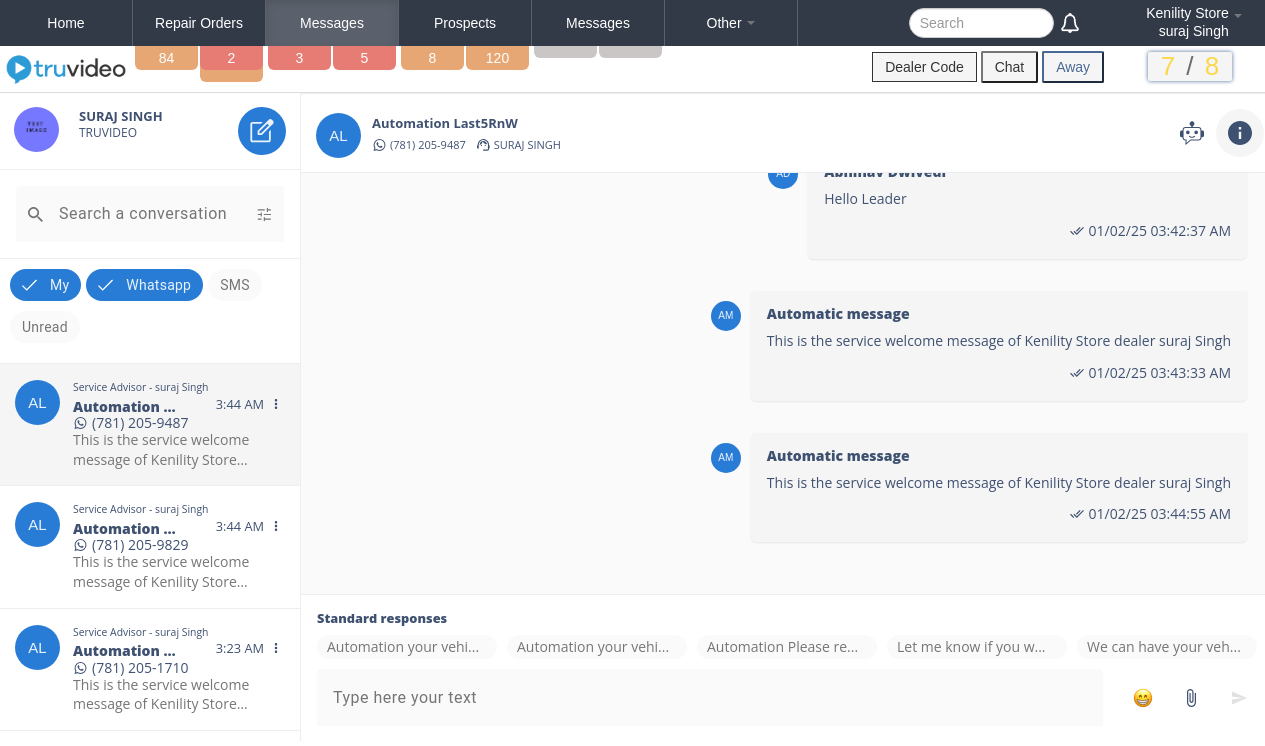 Home
Repair Orders
Messages
Prospects
Messages
Other
Search
Kenility Store
suraj Singh
truvideo
84
2
3
5
8
120
Dealer Code
Chat
Away
7 / 8
TEXT
IMAGE
SURAJ SINGH
TRUVIDEO
Search a conversation
My
Whatsapp
SMS
Unread
AL
Service Advisor - suraj Singh
Automation ...
3:44 AM
(781) 205-9487
This is the service welcome
message of Kenility Store...
AL
Service Advisor - suraj Singh
Automation ...
3:44 AM
(781) 205-9829
This is the service welcome
message of Kenility Store...
AL
Service Advisor - suraj Singh
Automation ...
3:23 AM
(781) 205-1710
This is the service welcome
message of Kenility Store...
AL
Automation Last5RnW
(781) 205-9487
SURAJ SINGH
AD
Abhinav Dwivedi
Hello Leader
01/02/25 03:42:37 AM
AM
Automatic message
This is the service welcome message of Kenility Store dealer suraj Singh
01/02/25 03:43:33 AM
AM
Automatic message
This is the service welcome message of Kenility Store dealer suraj Singh
01/02/25 03:44:55 AM
Standard responses
Automation your vehi...
Automation your vehi...
Automation Please re...
Let me know if you w...
We can have your veh...
Type here your text